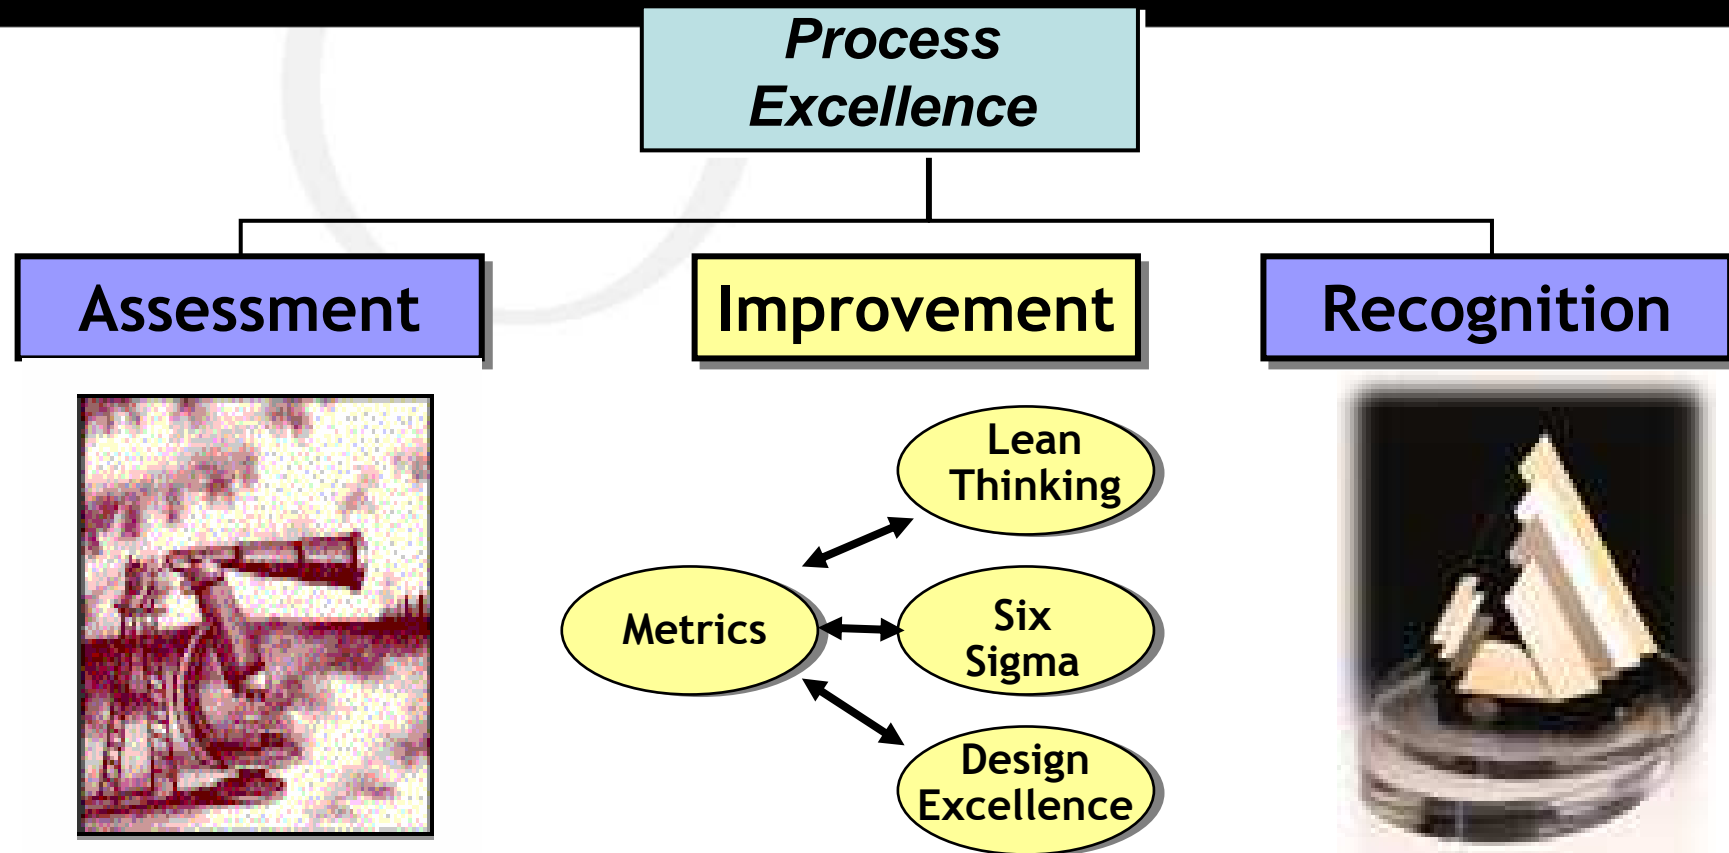 Process
Excellence
Assessment
Improvement
Recognition
Lean
Thinking
Metrics
Six
Sigma
Design
Excellence